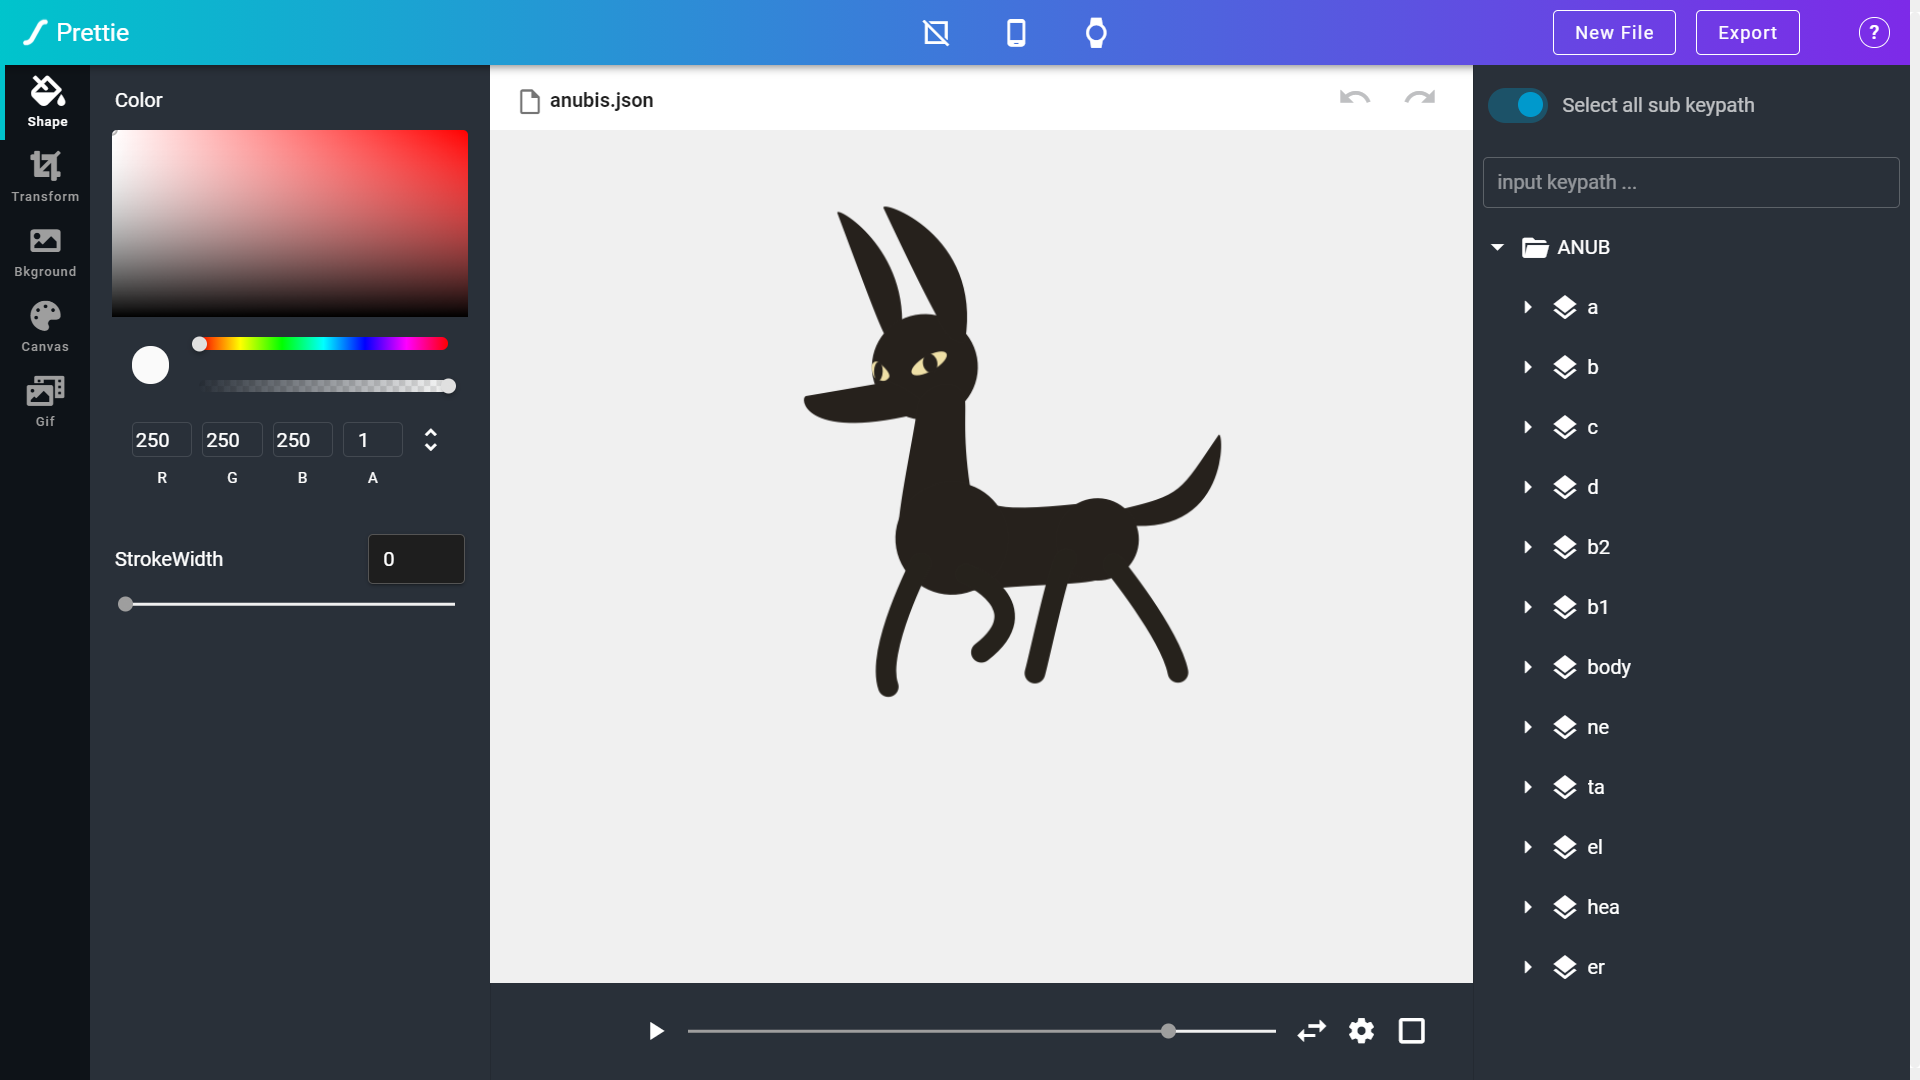 Prettie
New File
Export
?
Shape
Transform
Bkground
Canvas
Gif
Color
250
250
250
1
R
G
B
A
StrokeWidth
0
anubis.json
Select all sub keypath
input keypath ...
ANUB
a
b
c
d
b2
b1
body
ne
ta
el
hea
er